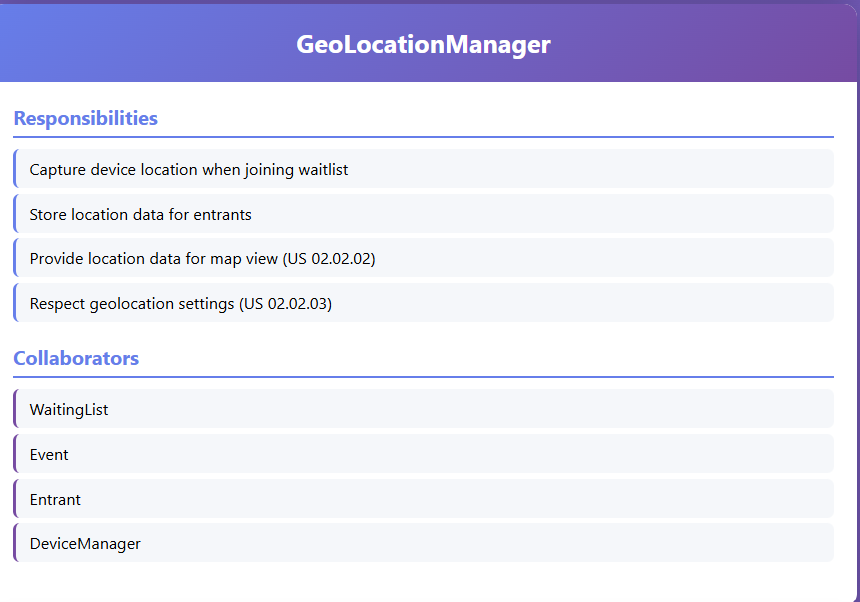 GeoLocationManager
Responsibilities
Capture device location when joining waitlist
Store location data for entrants
Provide location data for map view (US 02.02.02)
Respect geolocation settings (US 02.02.03)
Collaborators
WaitingList
Event
Entrant
DeviceManager